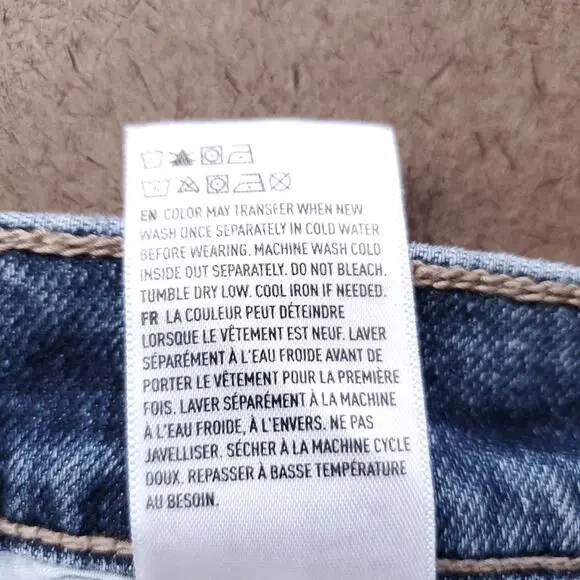 EN COLOR MAY TRANSFER WHEN NEW
WASH ONCE SEPARATELY IN COLD WATER
BEFORE WEARING. MACHINE WASH COLD
INSIDE OUT SEPARATELY. DO NOT BLEACH.
TUMBLE DRY LOW. COOL IRON IF NEEDED.
FR LA COULEUR PEUT DÉTEINDRE
LORSQUE LE VÊTEMENT EST NEUF. LAVER
SÉPARÉMENT À L'EAU FROIDE AVANT DE
PORTER LE VÊTEMENT POUR LA PREMIÈRE
FOIS. LAVER SÉPARÉMENT À LA MACHINE
À L'EAU FROIDE, À L'ENVERS. NE PAS
JAVELLISER. SÉCHER À LA MACHINE CYCLE
DOUX. REPASSER À BASSE TEMPÉRATURE
AU BESOIN.